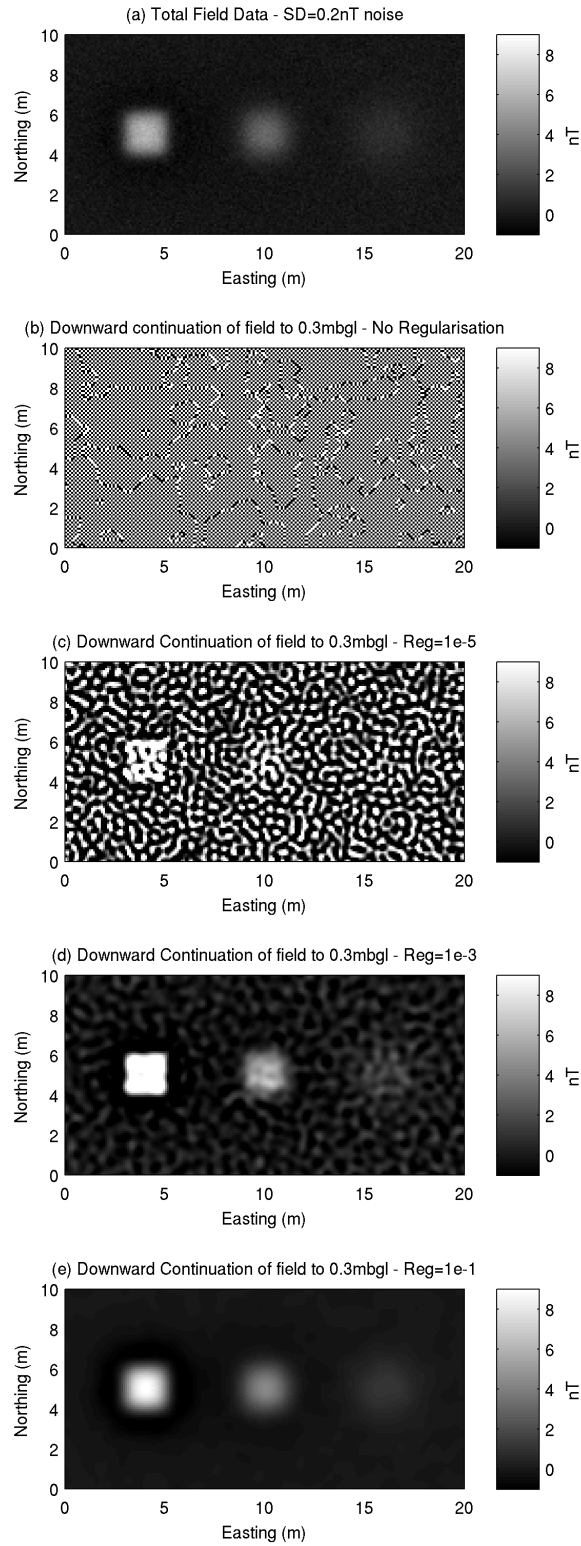 (a) Total Field Data - SD=0.2nT noise
10
8
6
4
2
0
Northing (m)
0 5 10 15 20
Easting (m)
8
6
4
2
0
nT
(b) Downward continuation of field to 0.3mbgl - No Regularisation
10
8
6
4
2
0
Northing (m)
0 5 10 15 20
Easting (m)
8
6
4
2
0
nT
(c) Downward Continuation of field to 0.3mbgl - Reg=1e-5
10
8
6
4
2
0
Northing (m)
0 5 10 15 20
Easting (m)
8
6
4
2
0
nT
(d) Downward Continuation of field to 0.3mbgl - Reg=1e-3
10
8
6
4
2
0
Northing (m)
0 5 10 15 20
Easting (m)
8
6
4
2
0
nT
(e) Downward Continuation of field to 0.3mbgl - Reg=1e-1
10
8
6
4
2
0
Northing (m)
0 5 10 15 20
Easting (m)
8
6
4
2
0
nT